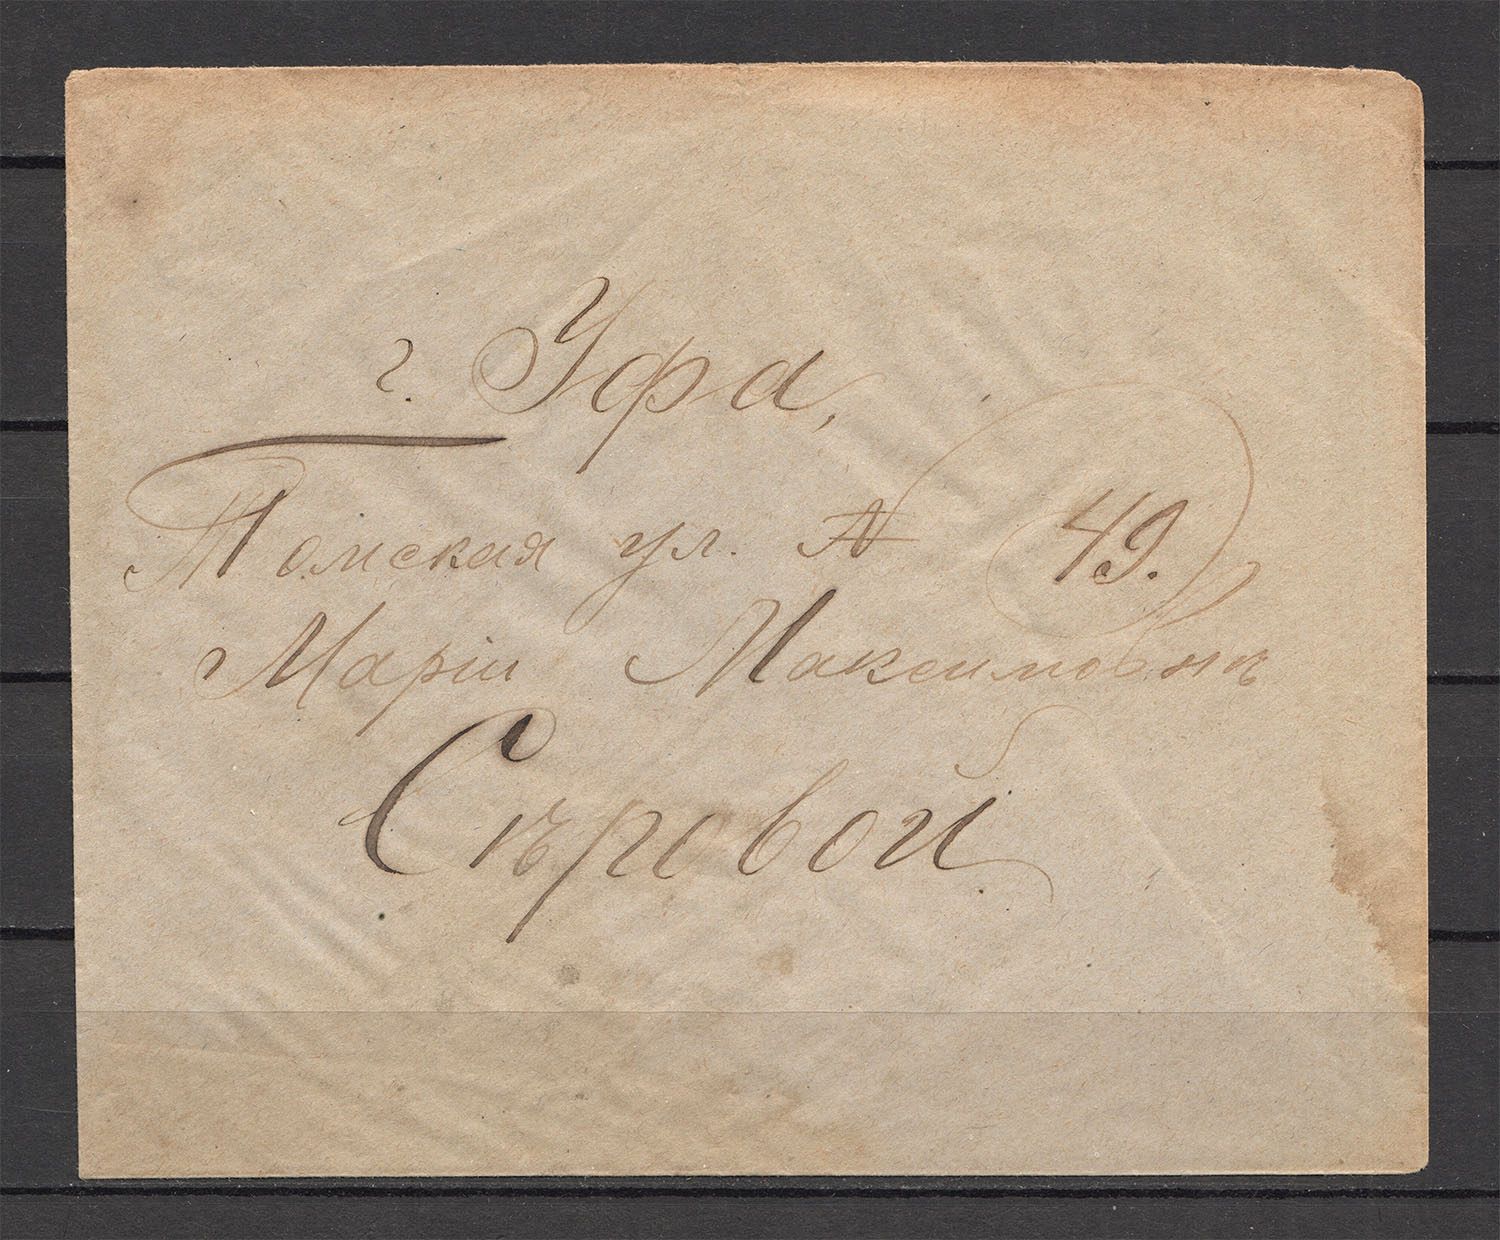 г. Уфа,
Томская ул. № 49.
Маріи Максимовнѣ
Сѣровой